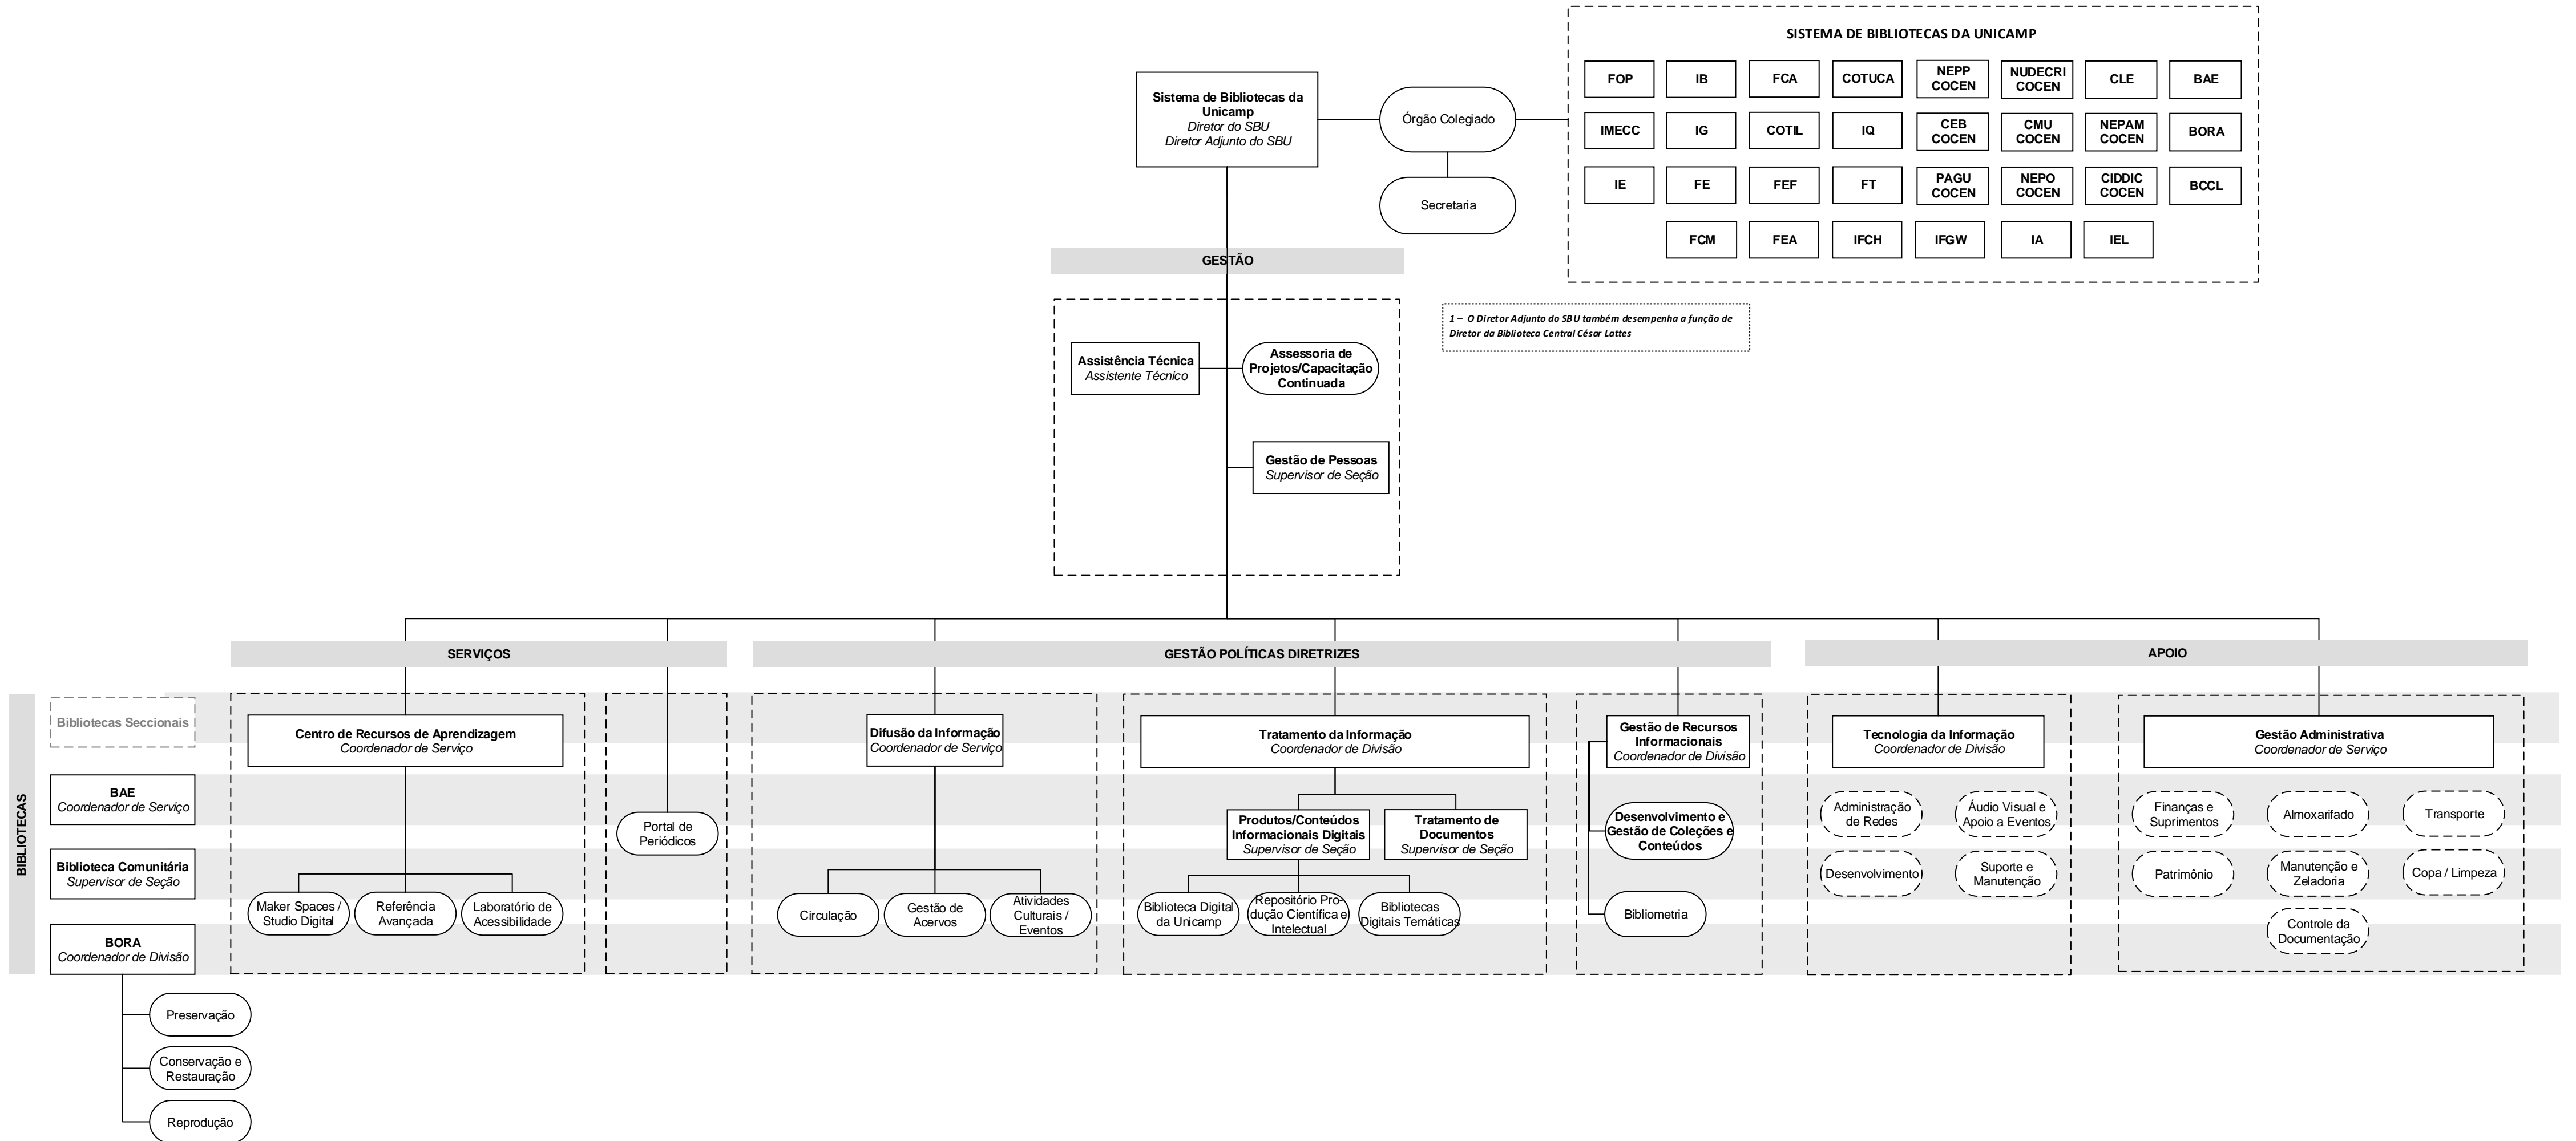 SISTEMA DE BIBLIOTECAS DA UNICAMP
FOP
IB
FCA
COTUCA
NEPP
COCEN
NUDECRI
COCEN
CLE
BAE
IMECC
IG
COTIL
IQ
CEB
COCEN
CMU
COCEN
NEPAM
COCEN
BORA
IE
FE
FEF
FT
PAGU
COCEN
NEPO
COCEN
CIDDIC
COCEN
BCCL
FCM
FEA
IFCH
IFGW
IA
IEL
Sistema de Bibliotecas da
Unicamp
Diretor do SBU
Diretor Adjunto do SBU
Órgão Colegiado
Secretaria
GESTÃO
1 – O Diretor Adjunto do SBU também desempenha a função de
Diretor da Biblioteca Central César Lattes
Assistência Técnica
Assistente Técnico
Assessoria de
Projetos/Capacitação
Continuada
Gestão de Pessoas
Supervisor de Seção
SERVIÇOS
GESTÃO POLÍTICAS DIRETRIZES
APOIO
BIBLIOTECAS
Bibliotecas Seccionais
BAE
Coordenador de Serviço
Biblioteca Comunitária
Supervisor de Seção
BORA
Coordenador de Divisão
Preservação
Conservação e
Restauração
Reprodução
Centro de Recursos de Aprendizagem
Coordenador de Serviço
Maker Spaces /
Studio Digital
Referência
Avançada
Laboratório de
Acessibilidade
Portal de
Periódicos
Difusão da Informação
Coordenador de Serviço
Circulação
Gestão de
Acervos
Atividades
Culturais /
Eventos
Tratamento da Informação
Coordenador de Divisão
Produtos/Conteúdos
Informacionais Digitais
Supervisor de Seção
Tratamento de
Documentos
Supervisor de Seção
Biblioteca Digital
da Unicamp
Repositório Pro-
dução Científica e
Intelectual
Bibliotecas
Digitais Temáticas
Gestão de Recursos
Informacionais
Coordenador de Divisão
Desenvolvimento e
Gestão de Coleções e
Conteúdos
Bibliometria
Tecnologia da Informação
Coordenador de Divisão
Administração
de Redes
Áudio Visual e
Apoio a Eventos
Desenvolvimento
Suporte e
Manutenção
Gestão Administrativa
Coordenador de Serviço
Finanças e
Suprimentos
Almoxarifado
Transporte
Patrimônio
Manutenção e
Zeladoria
Copa / Limpeza
Controle da
Documentação